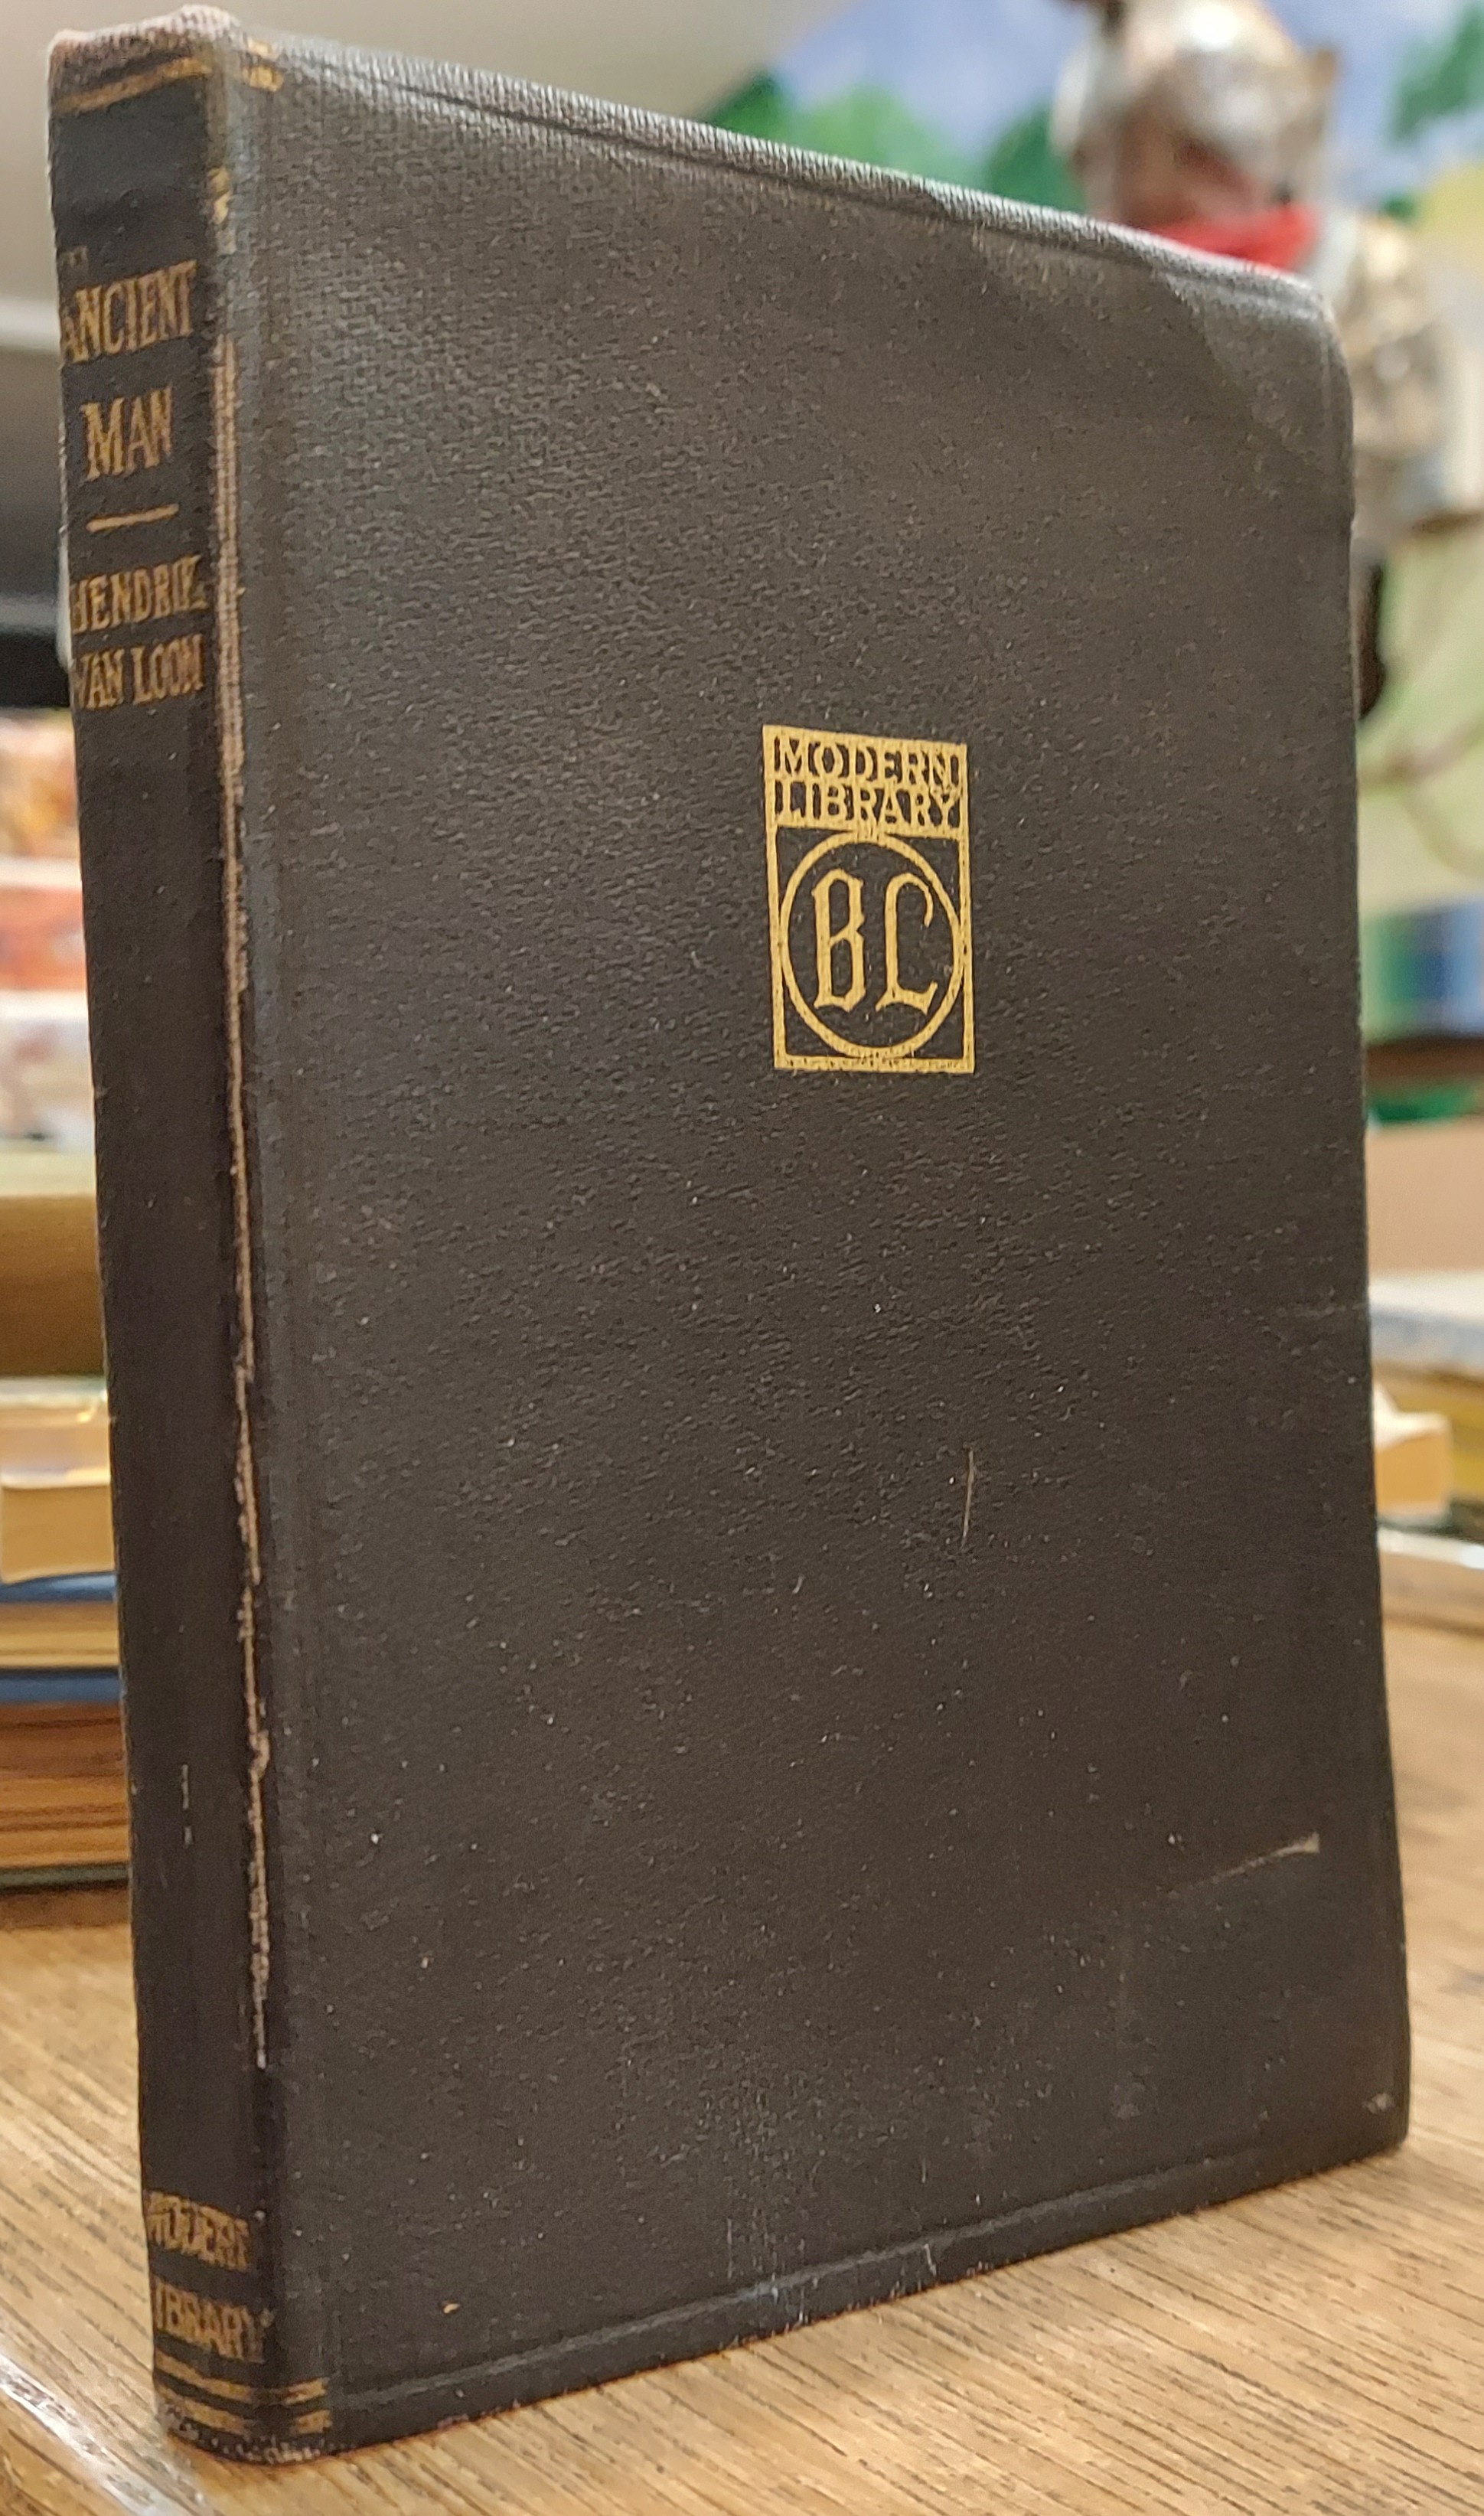 ANCIENT
MAN
HENDRIK
VAN LOON
MODERN
LIBRARY
MODERN
LIBRARY
BL